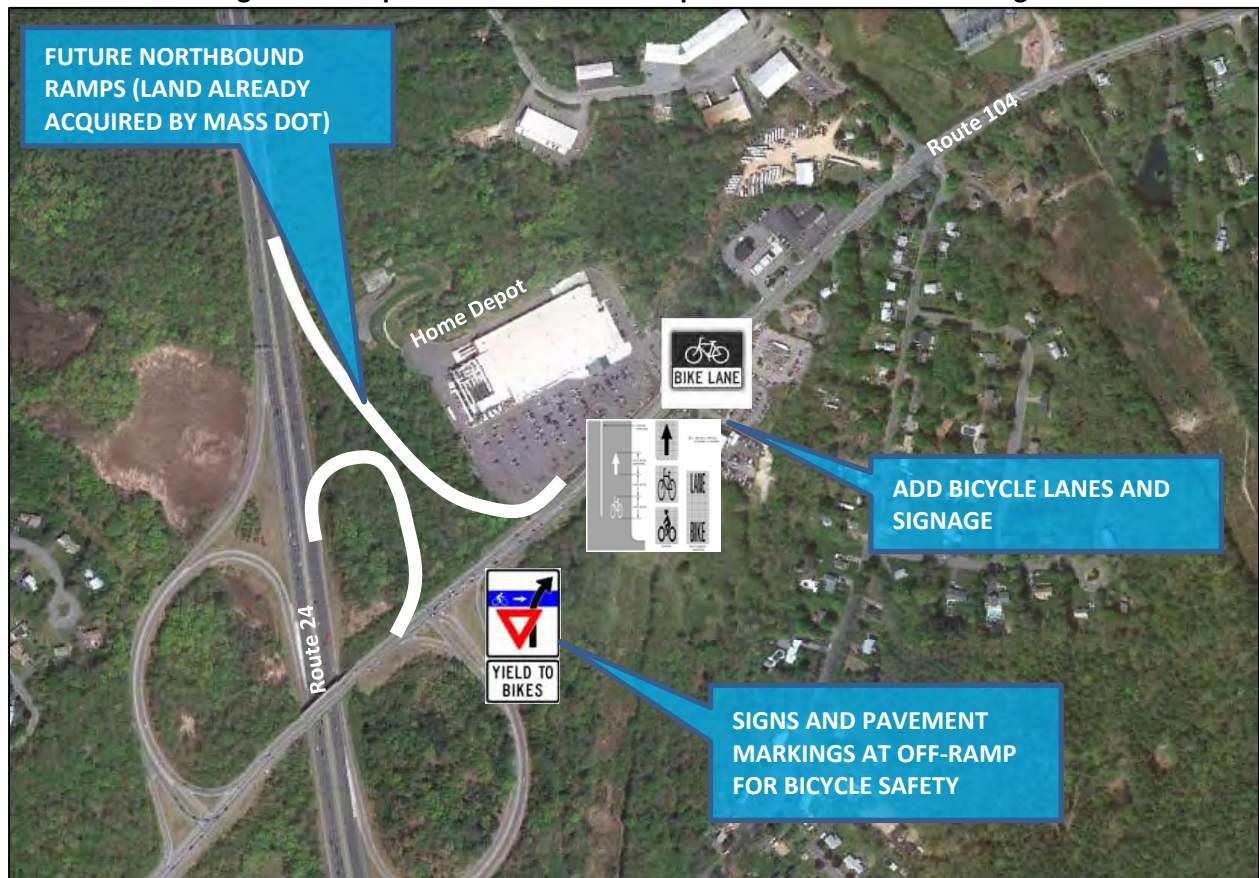 FUTURE NORTHBOUND
RAMPS (LAND ALREADY
ACQUIRED BY MASS DOT)
Route 104
Home Depot
BIKE LANE
LANE
BIKE
ADD BICYCLE LANES AND
SIGNAGE
Route 24
YIELD TO
BIKES
SIGNS AND PAVEMENT
MARKINGS AT OFF-RAMP
FOR BICYCLE SAFETY